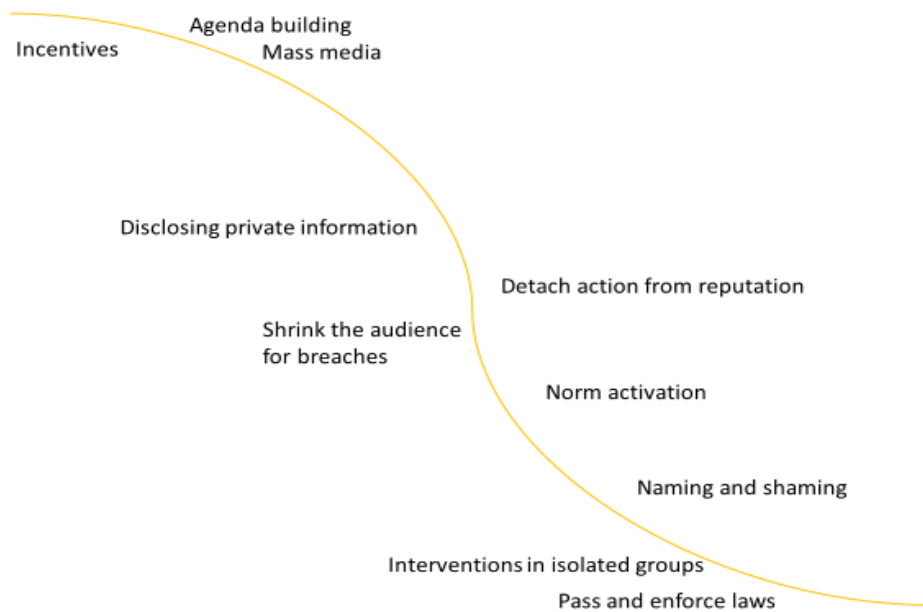 Agenda building
Incentives
Mass media
Disclosing private information
Detach action from reputation
Shrink the audience
for breaches
Norm activation
Naming and shaming
Interventions in isolated groups
Pass and enforce laws